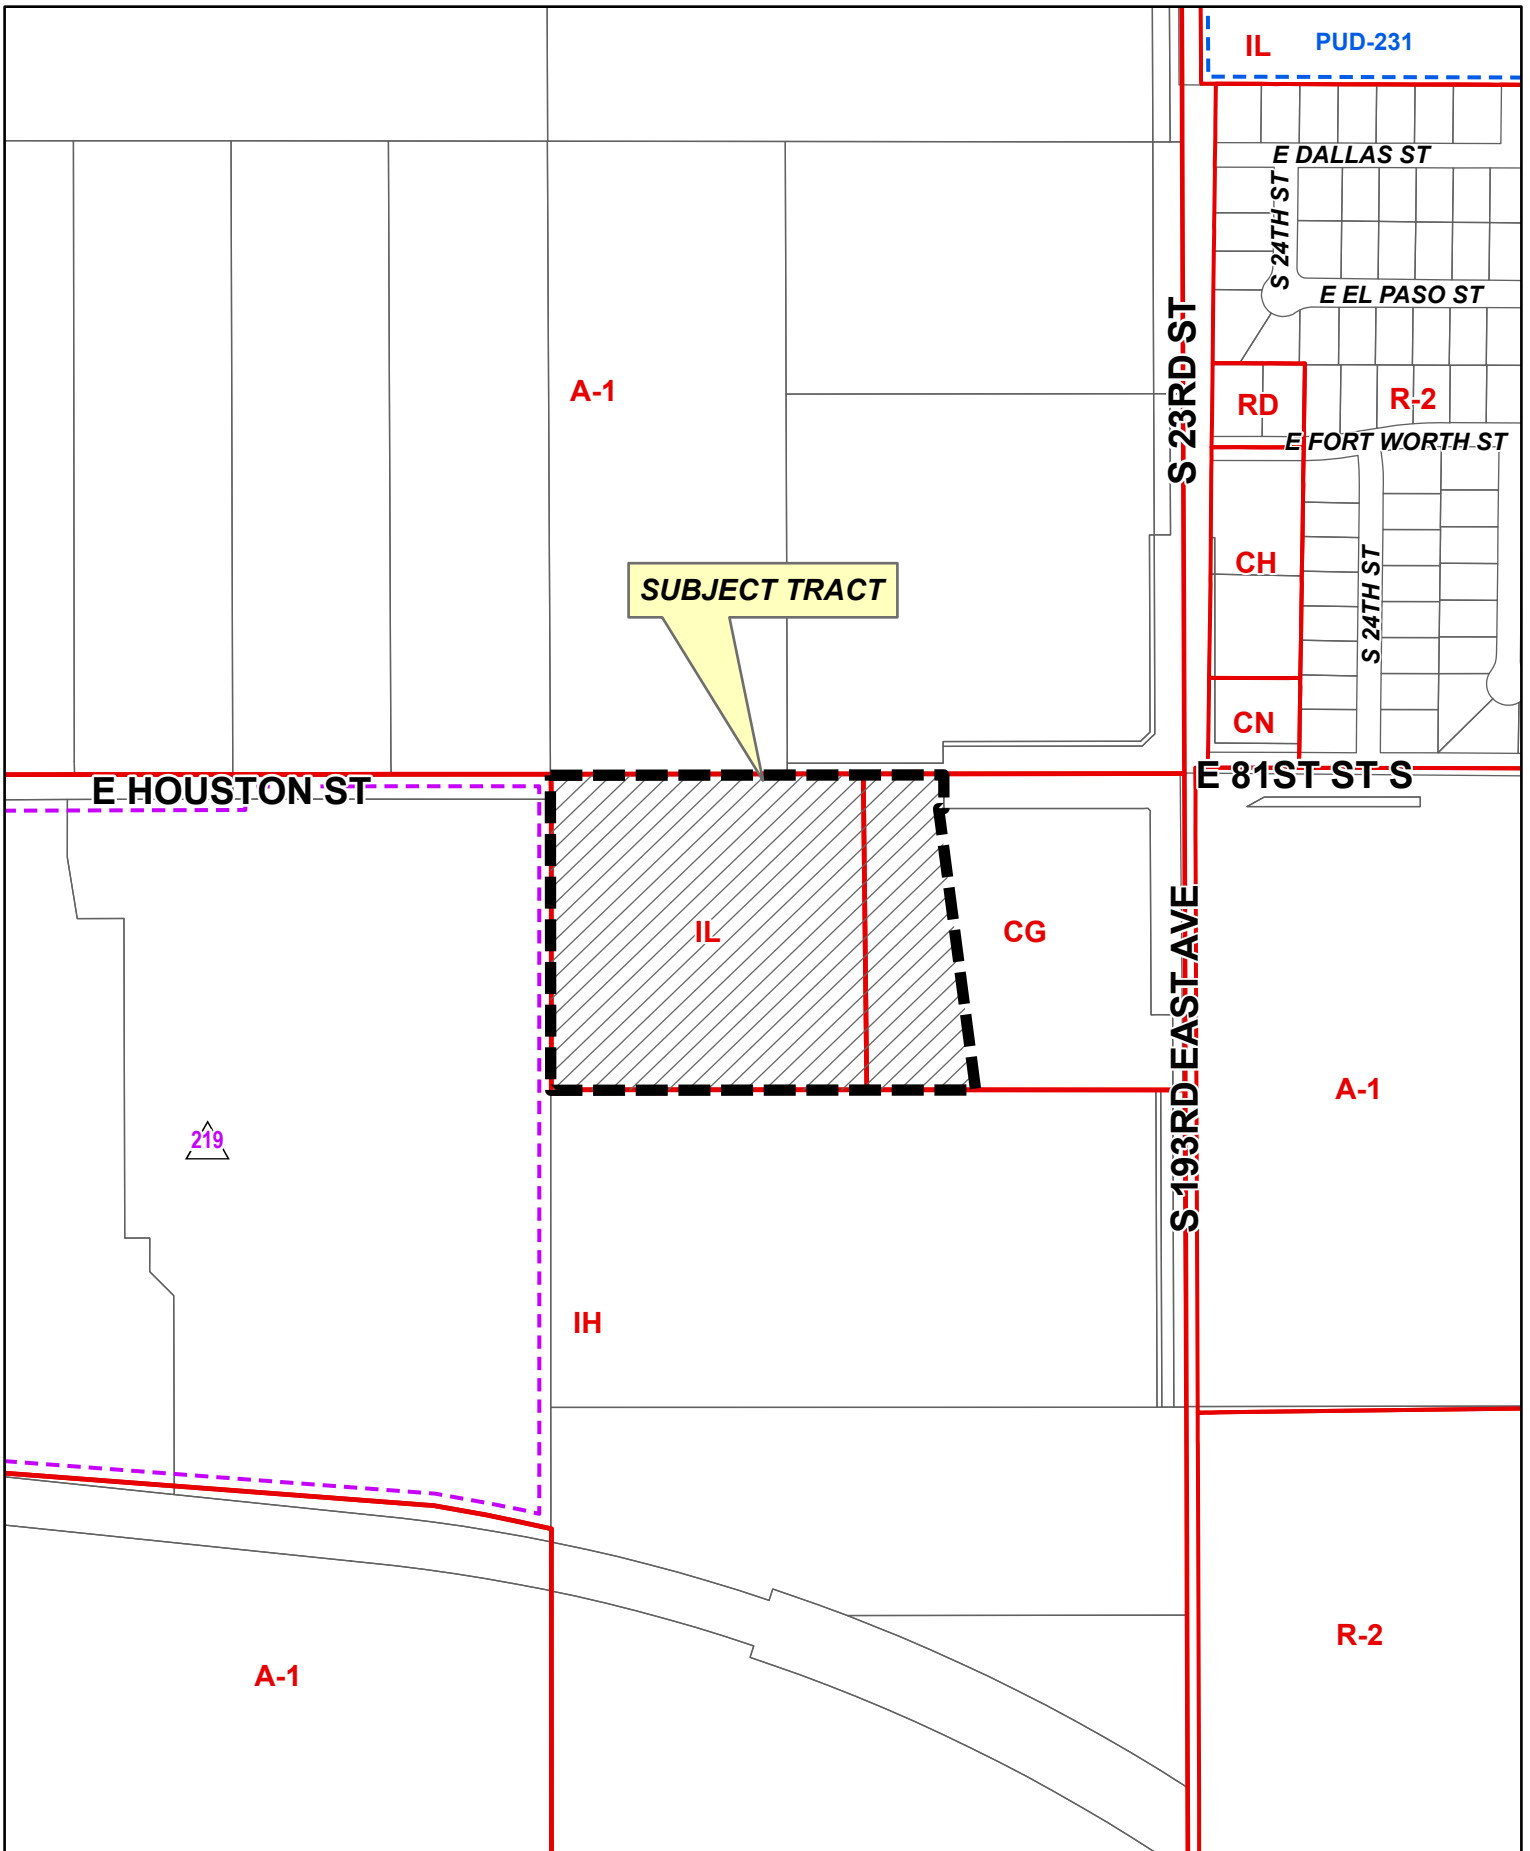 IL PUD-231
E DALLAS ST
S 24TH ST
E EL PASO ST
S 23RD ST
A-1
RD
R-2
E FORT WORTH ST
CH
S 24TH ST
SUBJECT TRACT
CN
E HOUSTON ST
E 81ST ST S
IL
CG
S 193RD EAST AVE
A-1
219
IH
R-2
A-1